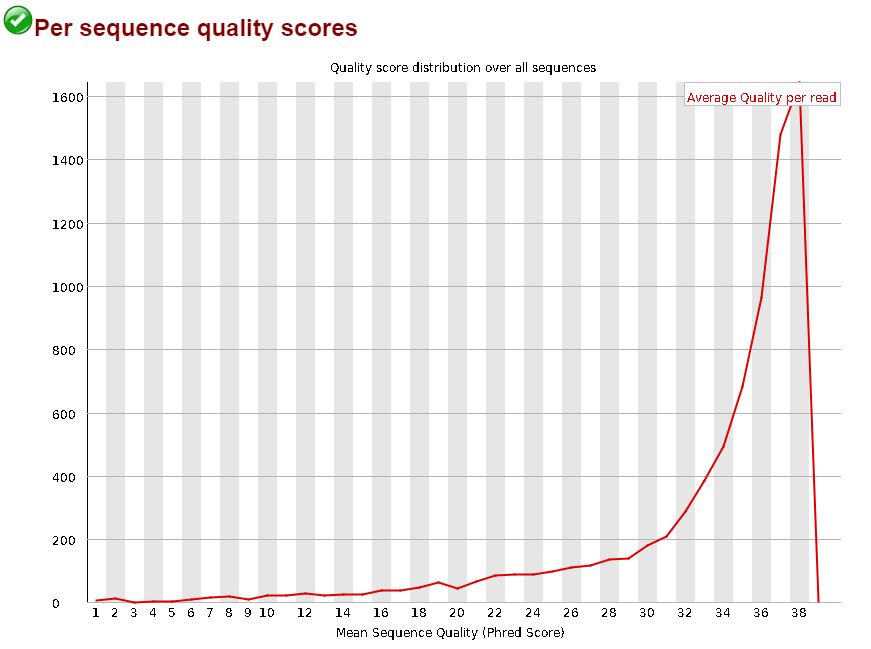 Per sequence quality scores
Quality score distribution over all sequences
Average Quality per read
1600
1400
1200
1000
800
600
400
200
0
1 2 3 4 5 6 7 8 9 10 12 14 16 18 20 22 24 26 28 30 32 34 36 38
Mean Sequence Quality (Phred Score)